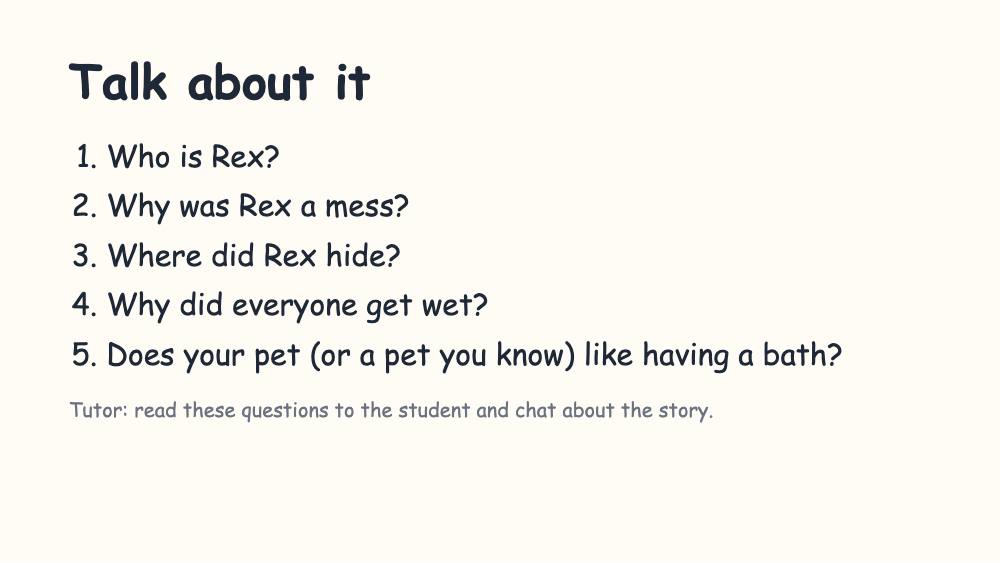 Talk about it
1. Who is Rex?
2. Why was Rex a mess?
3. Where did Rex hide?
4. Why did everyone get wet?
5. Does your pet (or a pet you know) like having a bath?
Tutor: read these questions to the student and chat about the story.